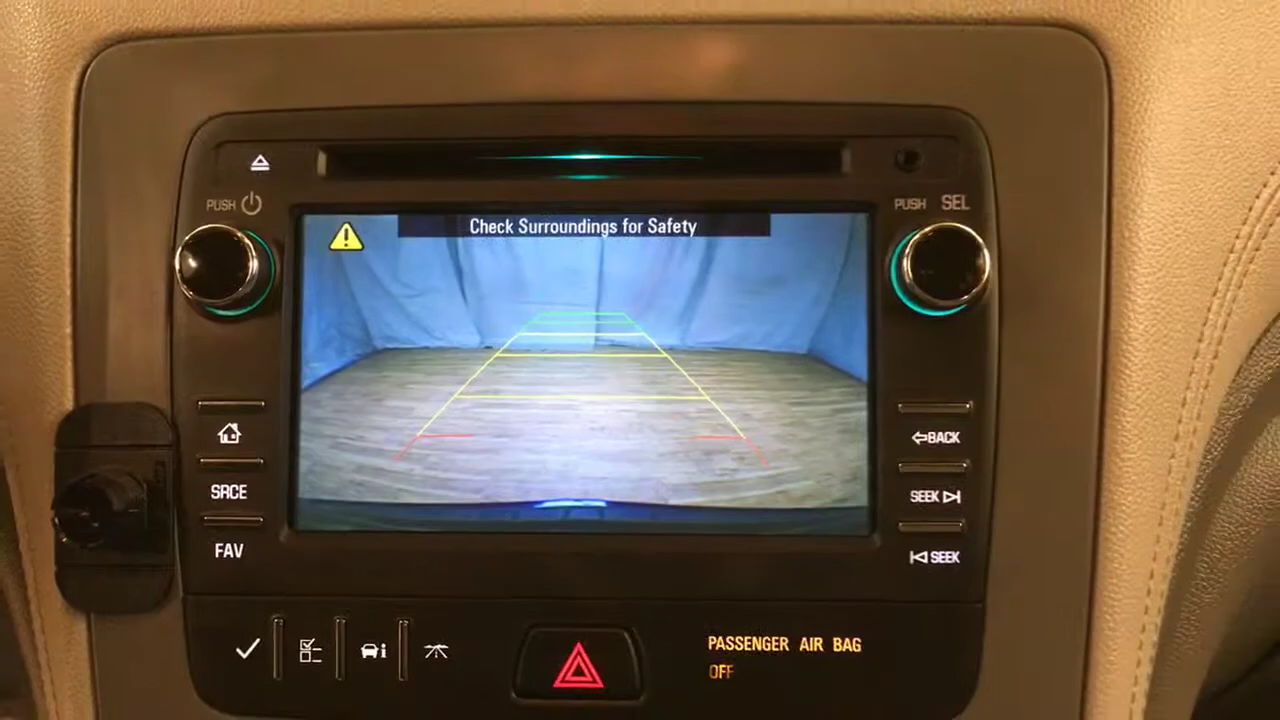 PUSH
PUSH SEL
Check Surroundings for Safety
BACK
SRCE
SEEK
FAV
SEEK
PASSENGER AIR BAG
OFF